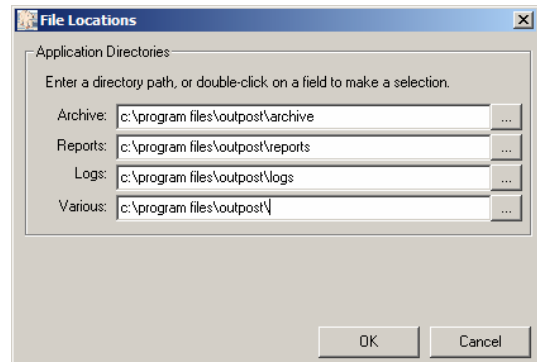 File Locations
Application Directories
Enter a directory path, or double-click on a field to make a selection.
Archive: c:\program files\outpost\archive ...
Reports: c:\program files\outpost\reports ...
Logs: c:\program files\outpost\logs ...
Various: c:\program files\outpost\ ...
OK Cancel